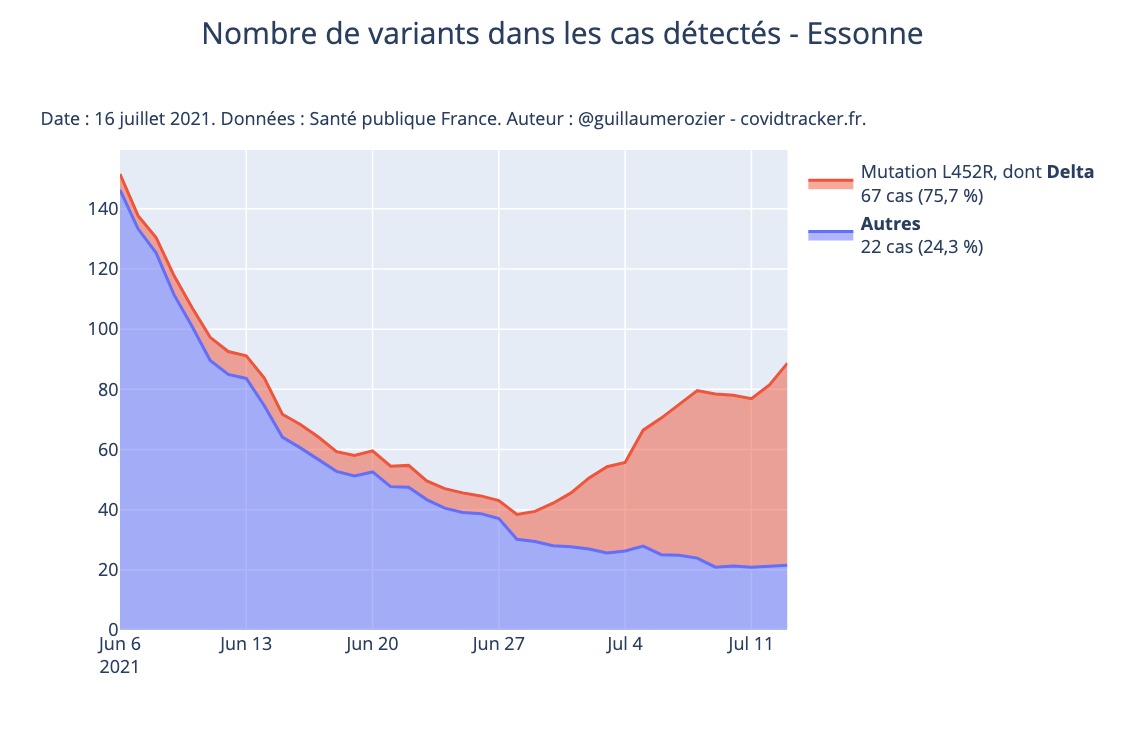 Nombre de variants dans les cas détectés - Essonne
Date : 16 juillet 2021. Données : Santé publique France. Auteur : @guillaumerozier - covidtracker.fr.
Mutation L452R, dont Delta
67 cas (75,7 %)
Autres
22 cas (24,3 %)
140
120
100
80
60
40
20
0
Jun 6 Jun 13 Jun 20 Jun 27 Jul 4 Jul 11
2021